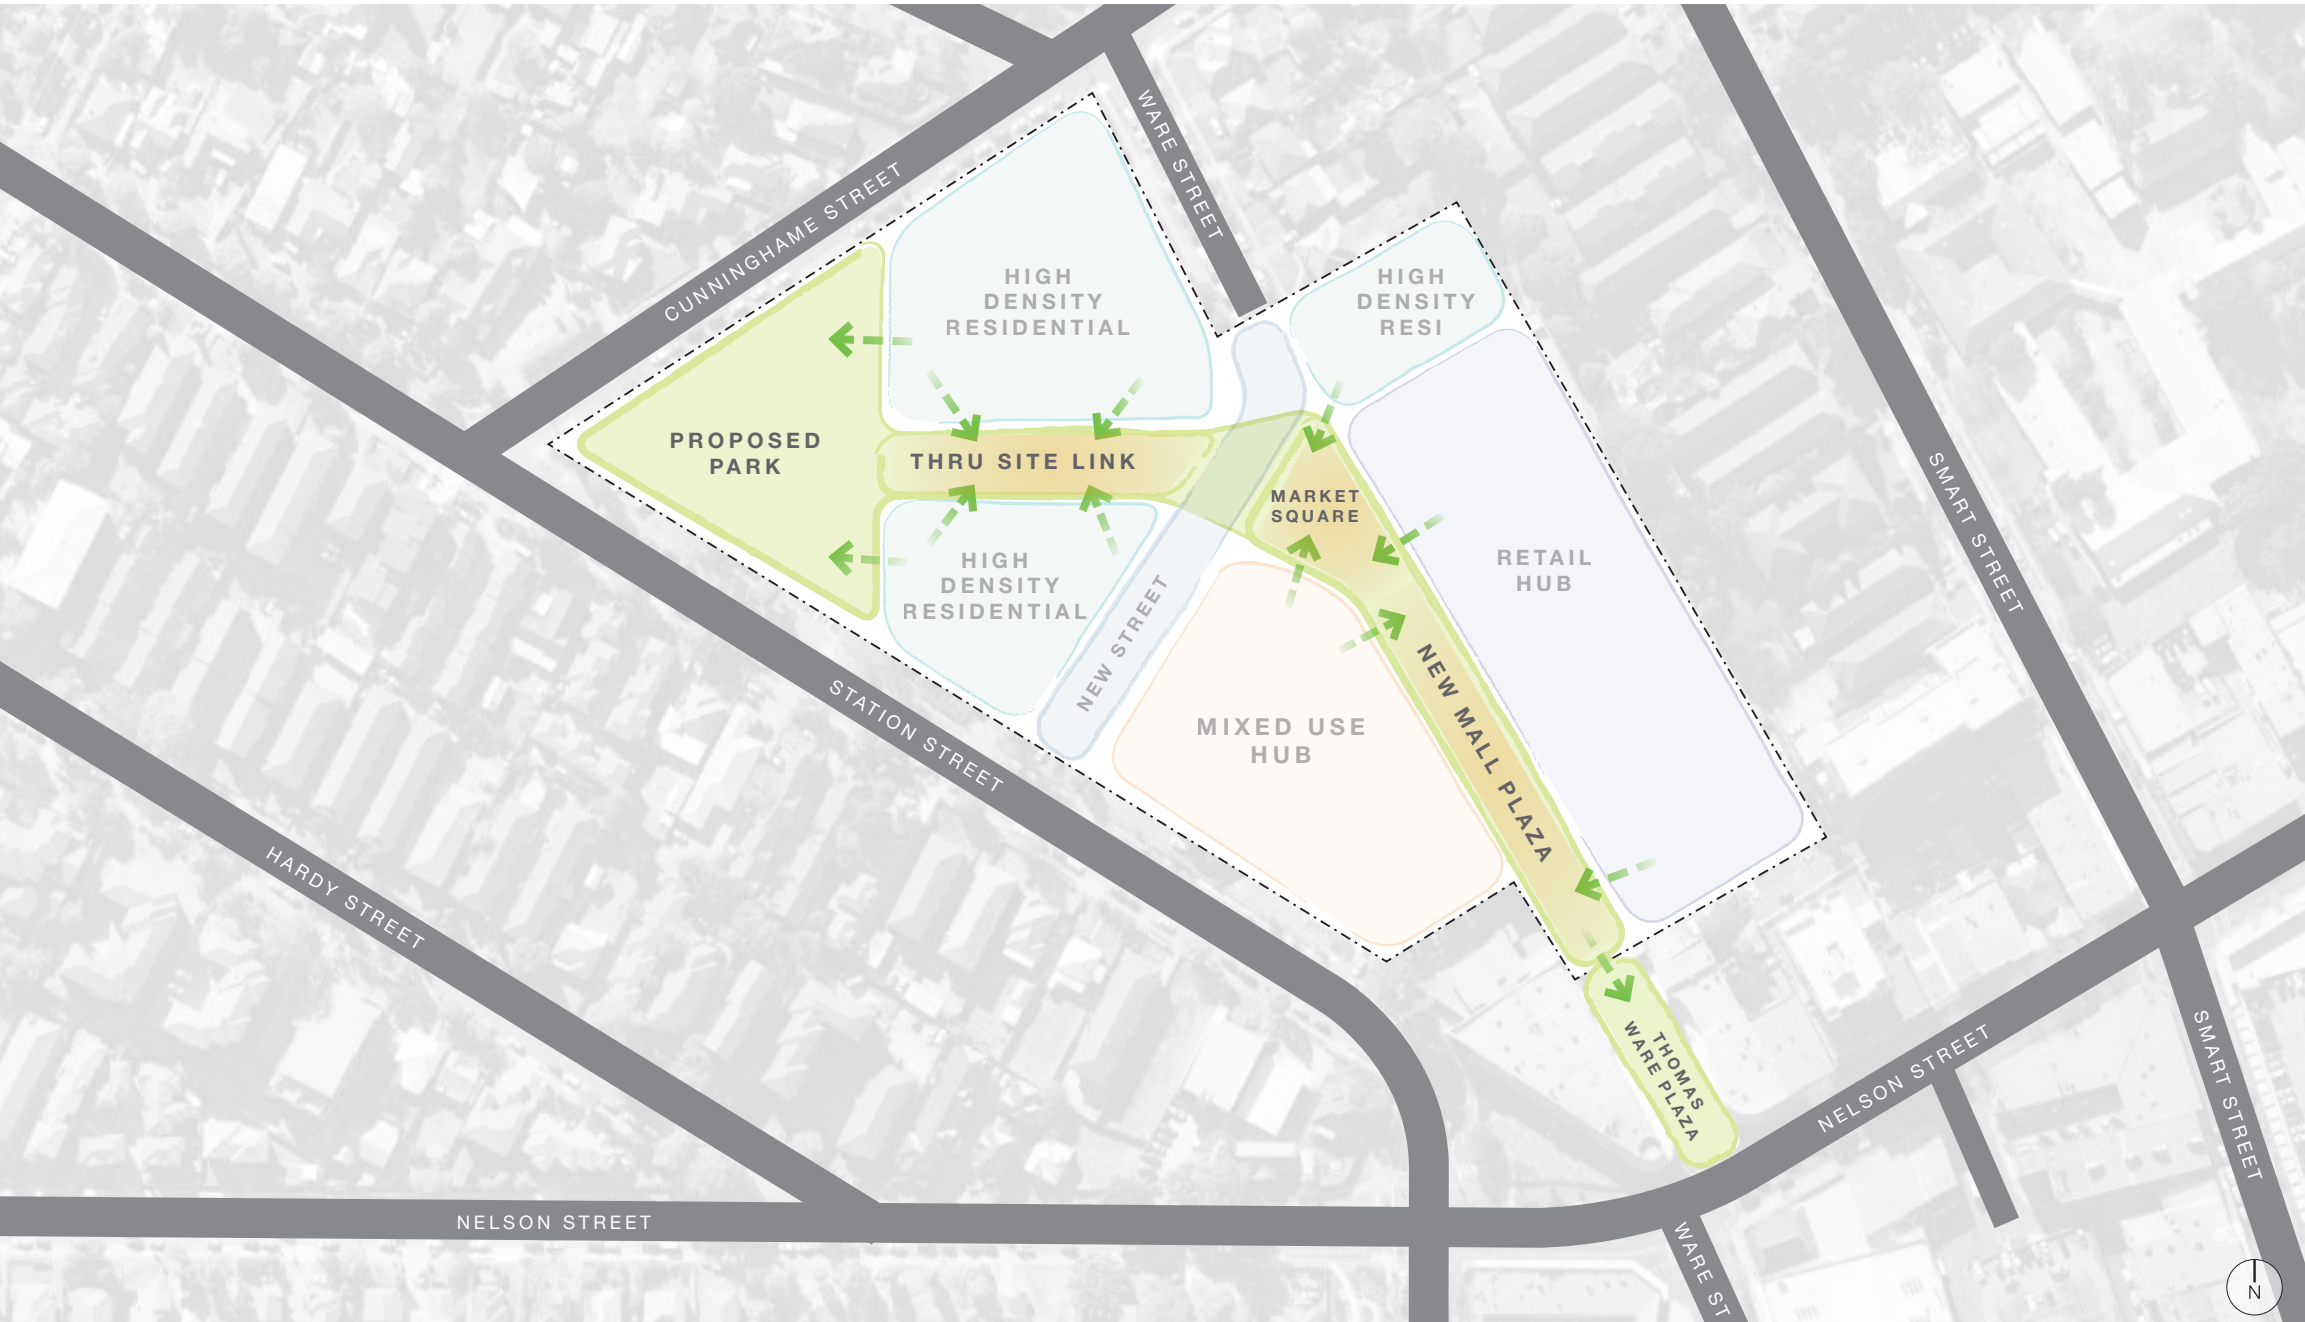 WARE STREET
CUNNINGHAME STREET
HIGH
DENSITY
RESIDENTIAL
HIGH
DENSITY
RESI
PROPOSED
PARK
THRU SITE LINK
MARKET
SQUARE
RETAIL
HUB
SMART STREET
HIGH
DENSITY
RESIDENTIAL
NEW STREET
MIXED USE
HUB
NEW MALL PLAZA
STATION STREET
HARDY STREET
THOMAS
WARE PLAZA
NELSON STREET
SMART STREET
NELSON STREET
WARE ST
N